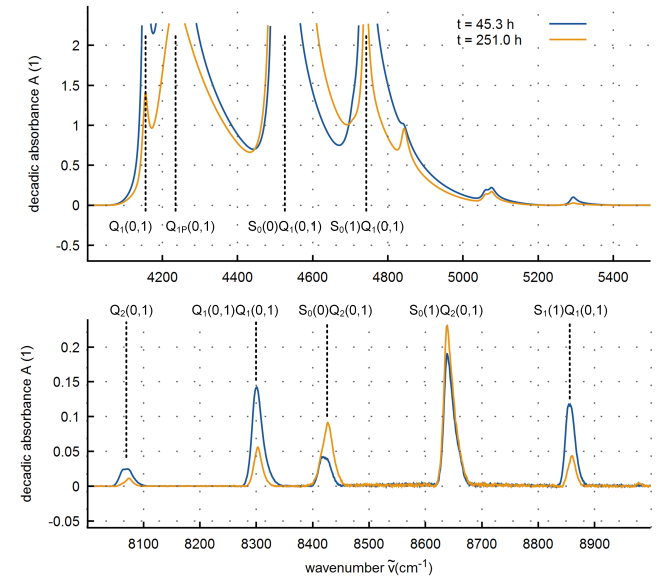 t = 45.3 h
t = 251.0 h
decadic absorbance A (1)
2
1.5
1
0.5
0
-0.5
Q₁(0,1) Q₁ₚ(0,1) S₀(0)Q₁(0,1) S₀(1)Q₁(0,1)
4200 4400 4600 4800 5000 5200 5400
Q₂(0,1) Q₁(0,1)Q₁(0,1) S₀(0)Q₂(0,1) S₀(1)Q₂(0,1) S₁(1)Q₁(0,1)
decadic absorbance A (1)
0.2
0.15
0.1
0.05
0
-0.05
8100 8200 8300 8400 8500 8600 8700 8800 8900
wavenumber ṽ(cm⁻¹)